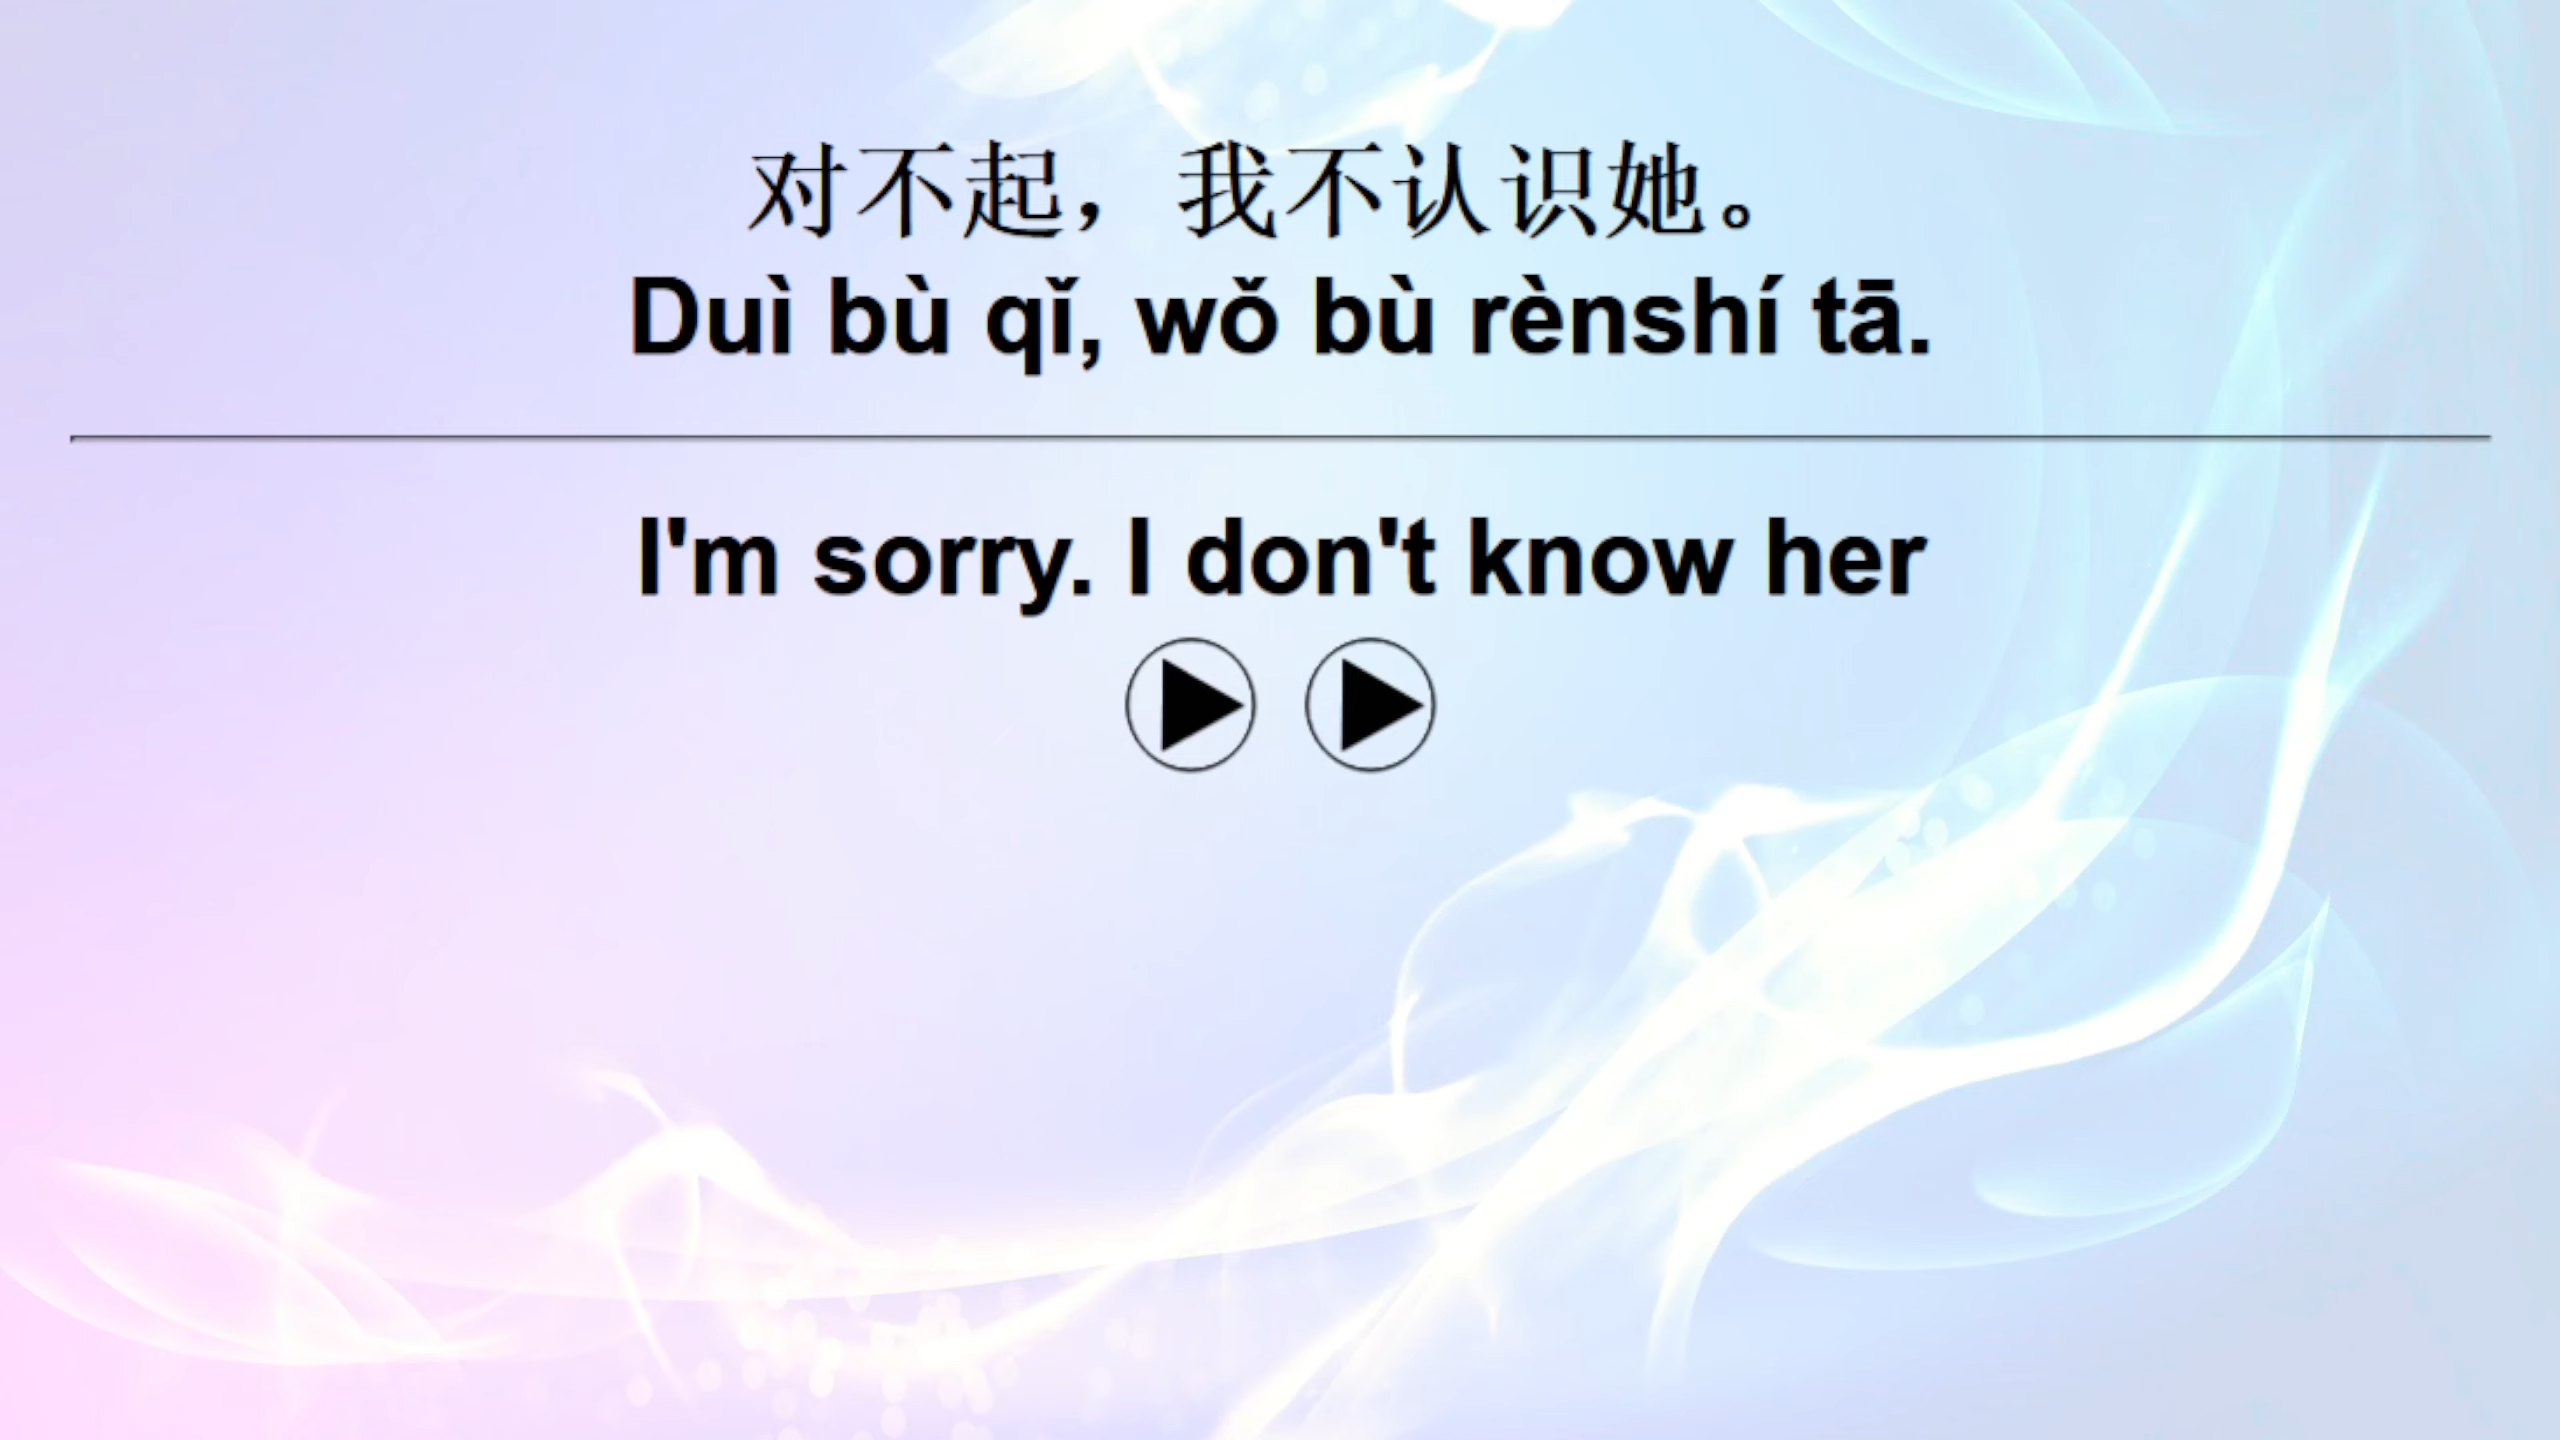 对不起，我不认识她。
Duì bù qǐ, wǒ bù rènshí tā.
I'm sorry. I don't know her